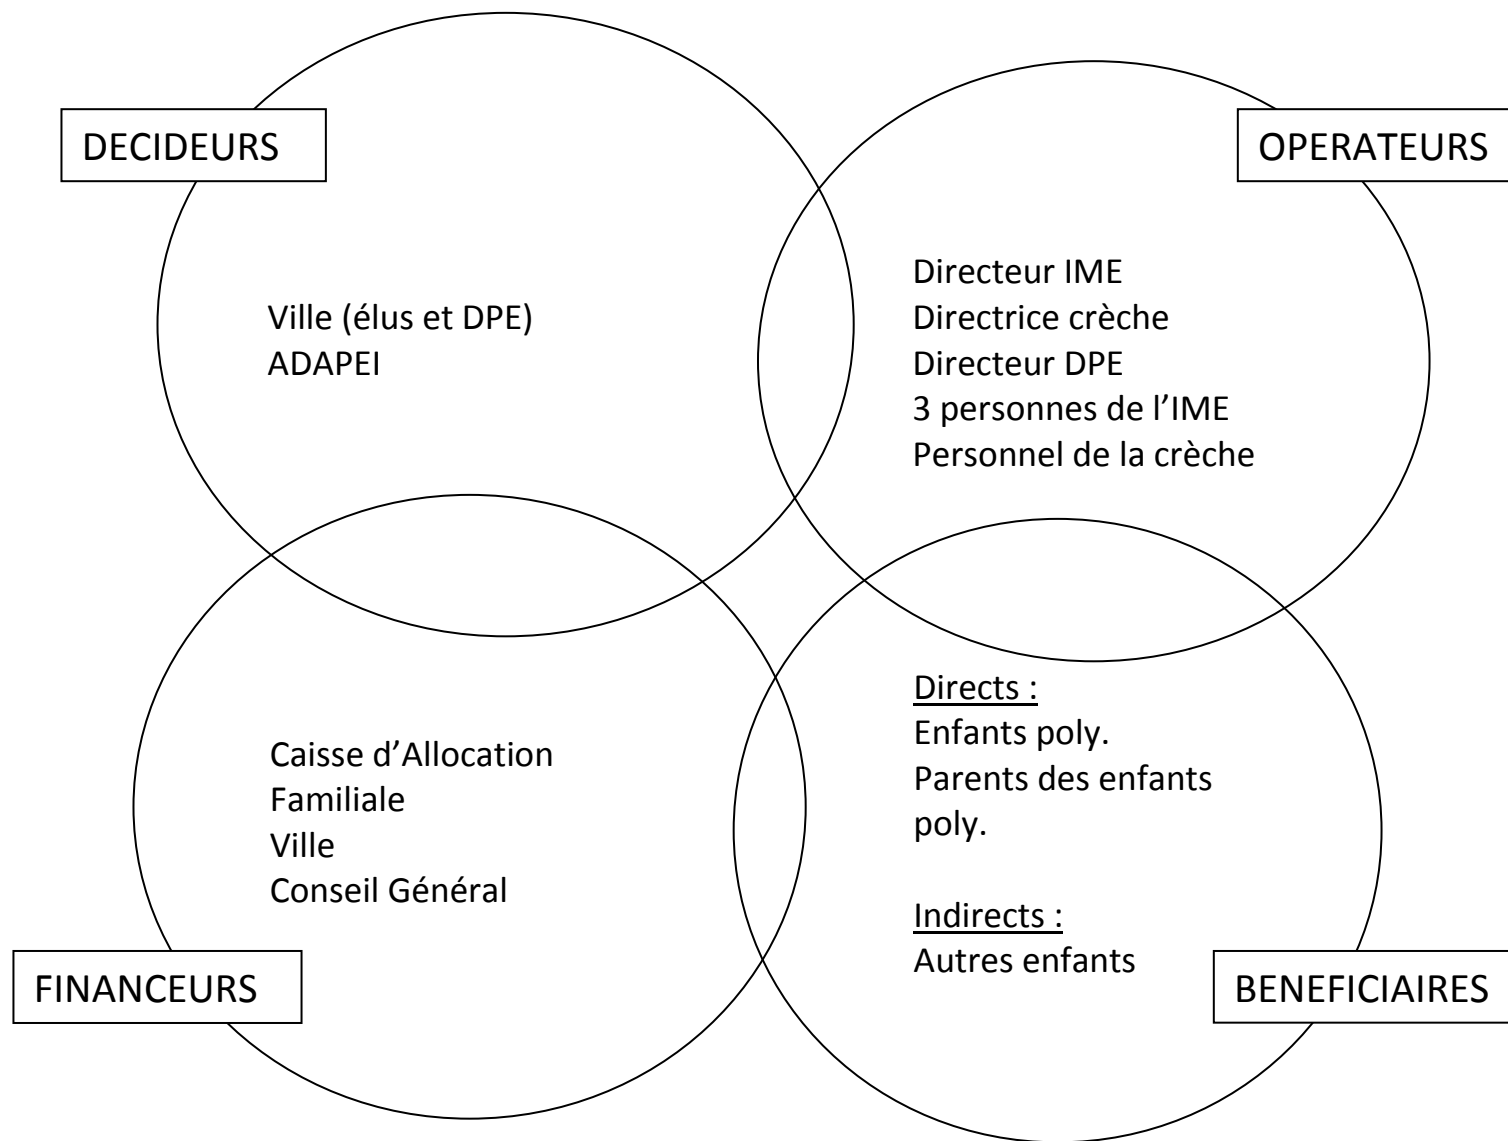 DECIDEURS
Ville (élus et DPE)
ADAPEI
OPERATEURS
Directeur IME
Directrice crèche
Directeur DPE
3 personnes de l’IME
Personnel de la crèche
Caisse d’Allocation
Familiale
Ville
Conseil Général
FINANCEURS
Directs :
Enfants poly.
Parents des enfants
poly.
Indirects :
Autres enfants
BENEFICIAIRES